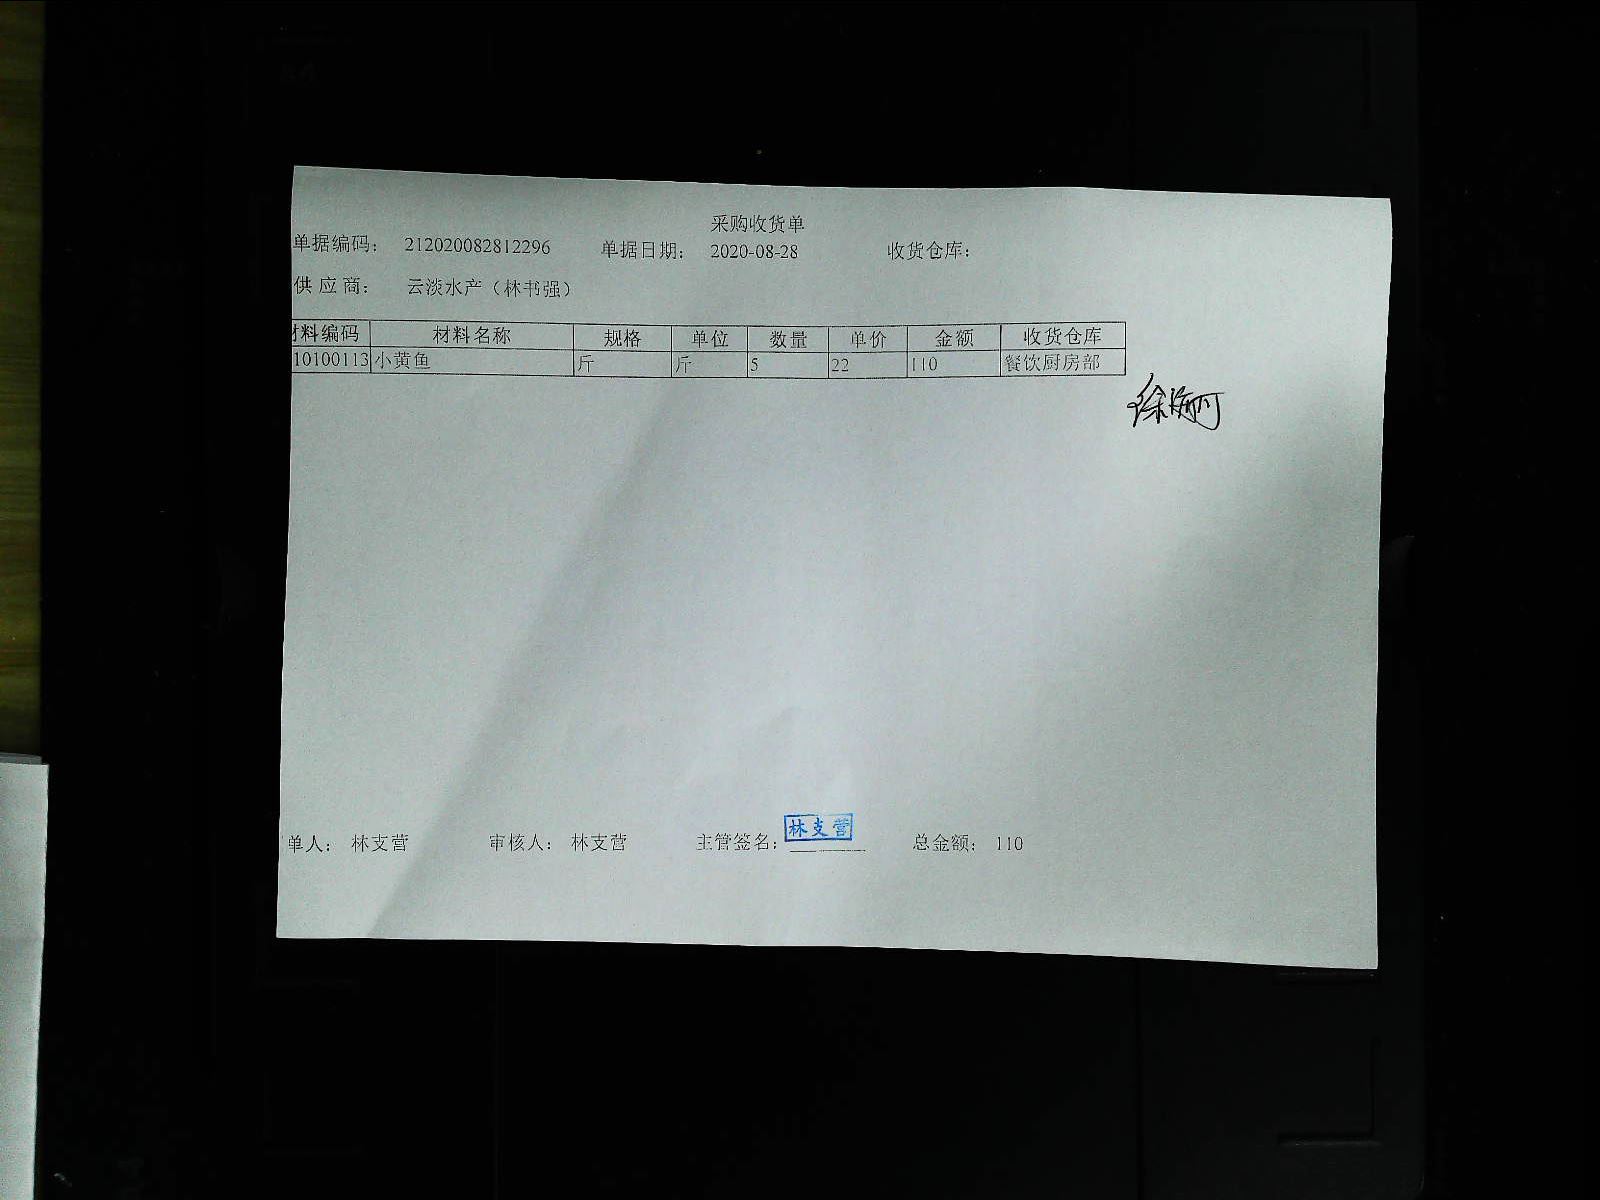 采购收货单
单据编码： 212020082812296 单据日期： 2020-08-28 收货仓库：
供应商： 云淡水产（林书强）
材料编码 材料名称 规格 单位 数量 单价 金额 收货仓库
10100113 小黄鱼 斤 斤 5 22 110 餐饮厨房部
单人： 林支营 审核人： 林支营 主管签名： 林支营 总金额： 110